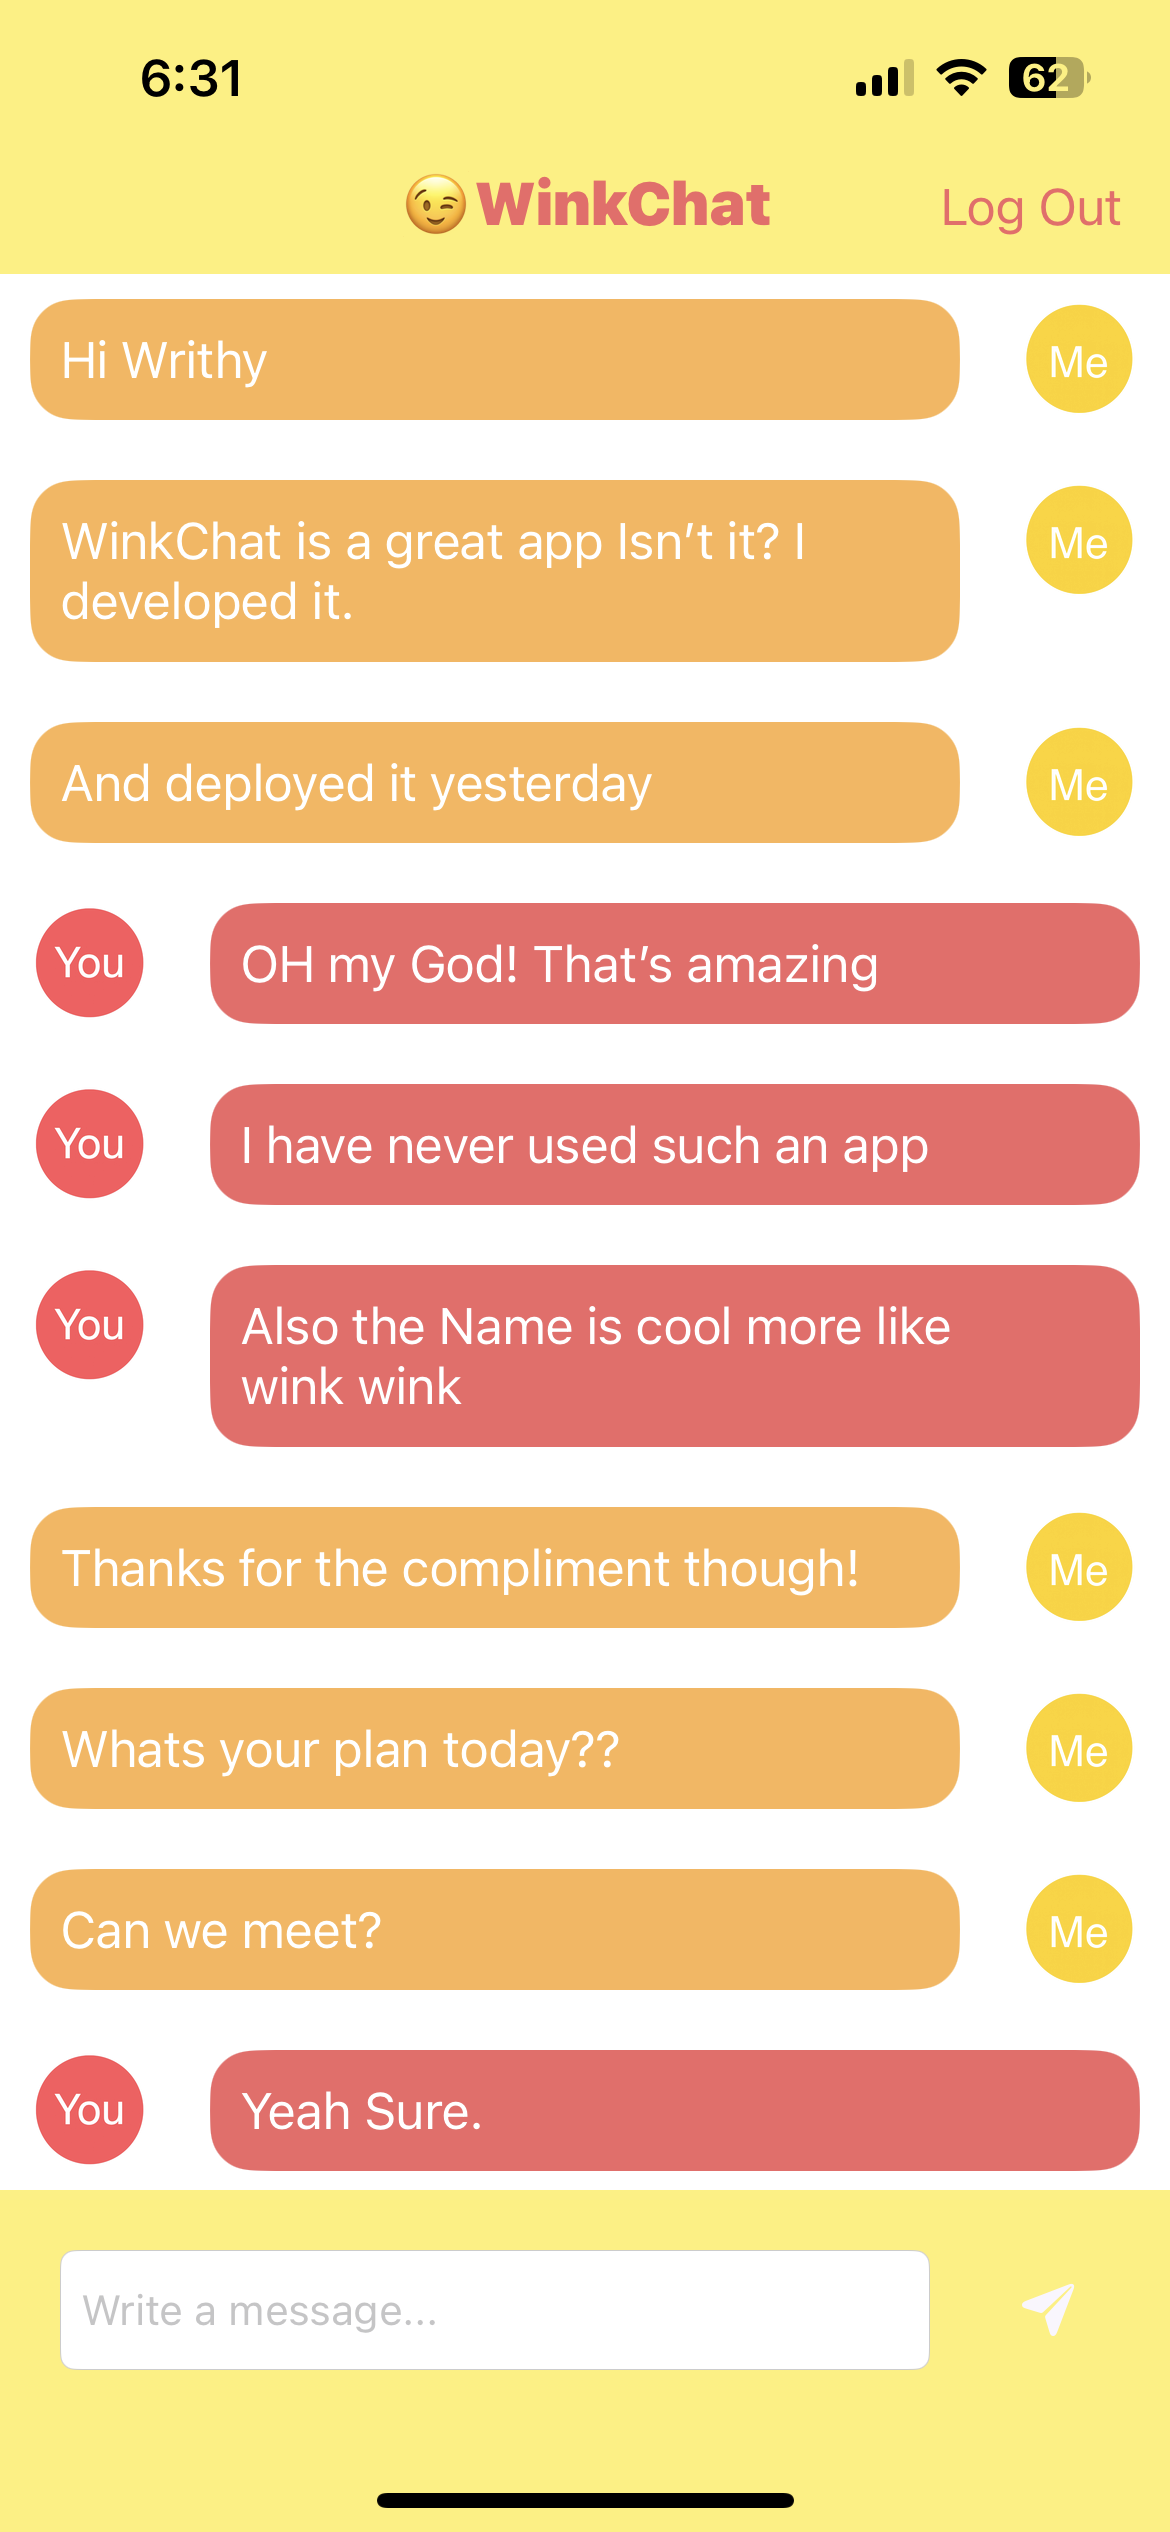 6:31
62
😉WinkChat
Log Out
Hi Writhy
Me
WinkChat is a great app Isn’t it? I
developed it.
Me
And deployed it yesterday
Me
You
OH my God! That’s amazing
You
I have never used such an app
You
Also the Name is cool more like
wink wink
Thanks for the compliment though!
Me
Whats your plan today??
Me
Can we meet?
Me
You
Yeah Sure.
Write a message...